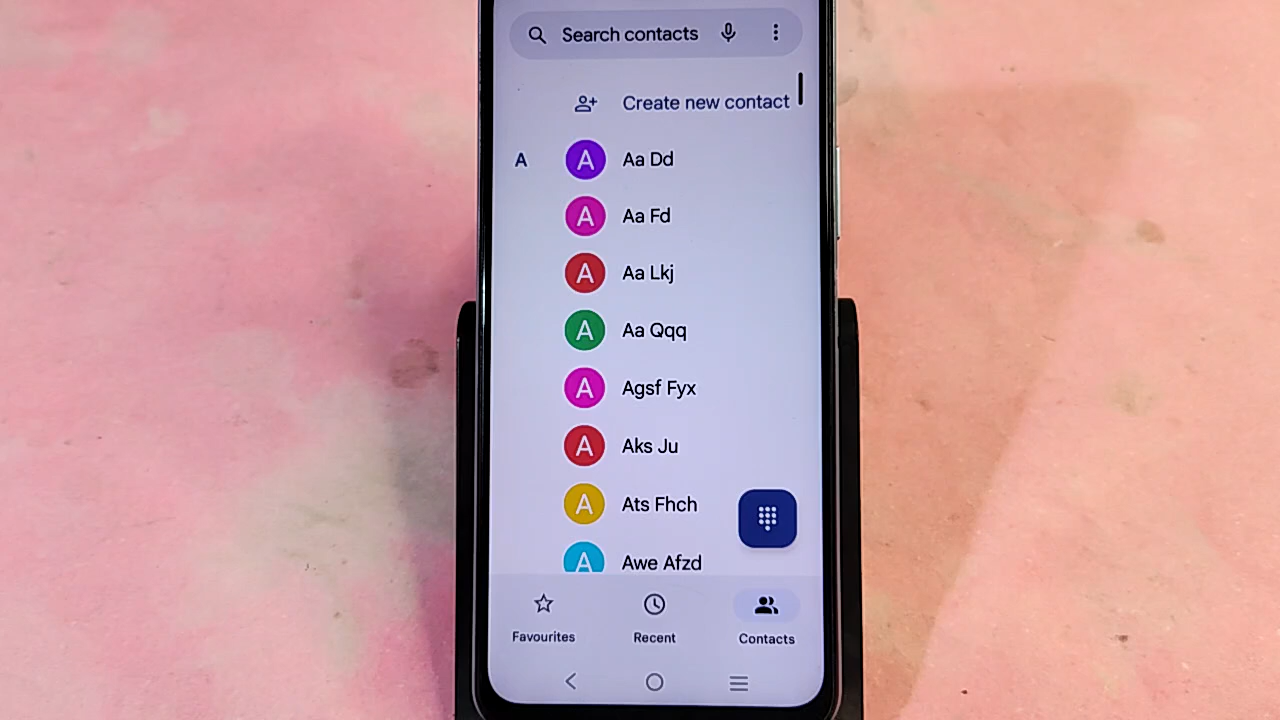 Search contacts
Create new contact
A
A Aa Dd
A Aa Fd
A Aa Lkj
A Aa Qqq
A Agsf Fyx
A Aks Ju
A Ats Fhch
A Awe Afzd
Favourites Recent Contacts